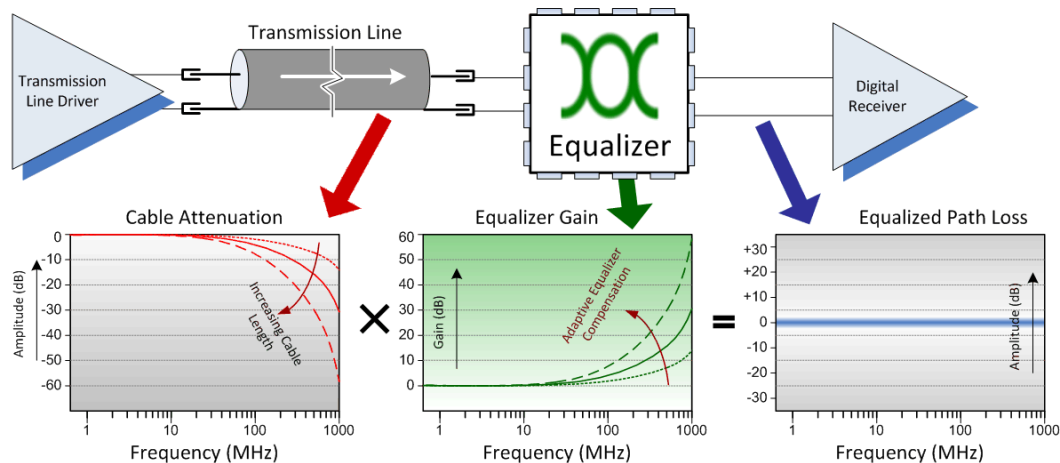 Transmission Line
Transmission
Line Driver
Equalizer
Digital
Receiver
Cable Attenuation
Amplitude (dB)
0
-10
-20
-30
-40
-50
-60
Increasing Cable
Length
1
10
100
1000
Frequency (MHz)
×
Equalizer Gain
Gain (dB)
60
50
40
30
20
10
0
Adaptive Equalizer
Compensation
1
10
100
1000
Frequency (MHz)
=
Equalized Path Loss
+30
+20
+10
0
-10
-20
-30
Amplitude (dB)
1
10
100
1000
Frequency (MHz)